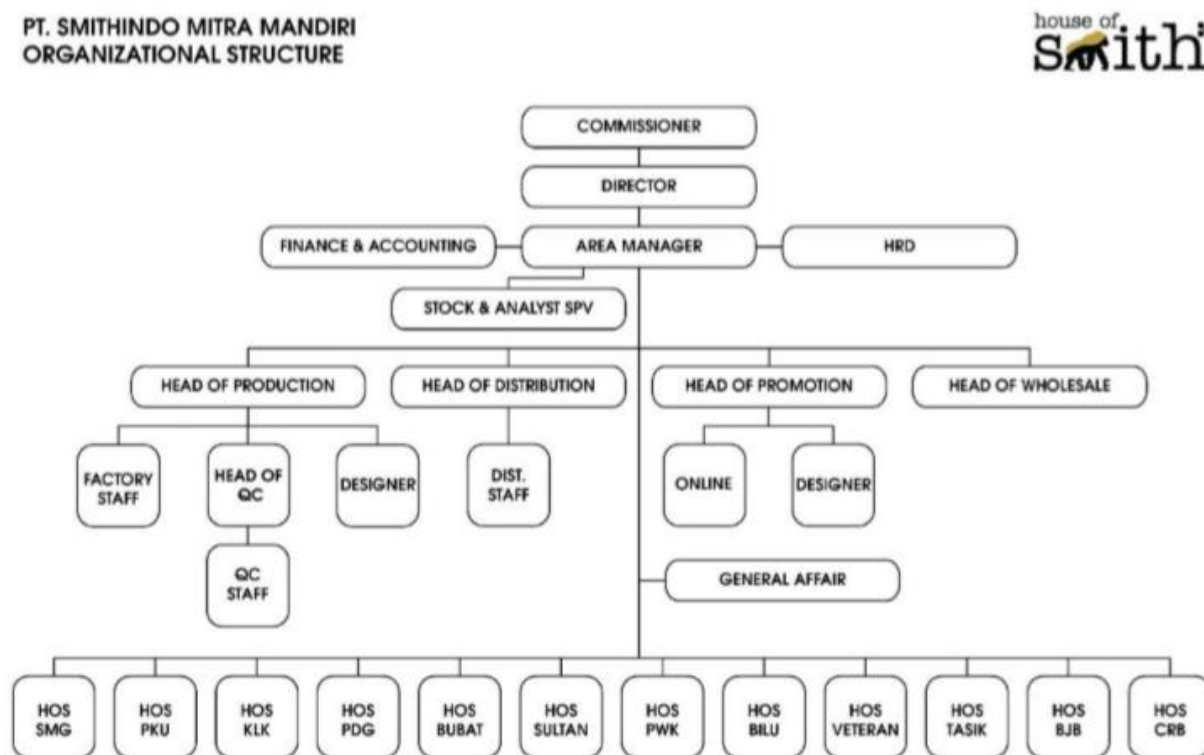 PT. SMITHINDO MITRA MANDIRI
ORGANIZATIONAL STRUCTURE
house of
smith
COMMISSIONER
DIRECTOR
FINANCE & ACCOUNTING
AREA MANAGER
HRD
STOCK & ANALYST SPV
HEAD OF PRODUCTION
HEAD OF DISTRIBUTION
HEAD OF PROMOTION
HEAD OF WHOLESALE
FACTORY
STAFF
HEAD OF
QC
DESIGNER
DIST.
STAFF
ONLINE
DESIGNER
QC
STAFF
GENERAL AFFAIR
HOS
SMG
HOS
PKU
HOS
KLK
HOS
PDG
HOS
BUBAT
HOS
SULTAN
HOS
PWK
HOS
BILU
HOS
VETERAN
HOS
TASIK
HOS
BJB
HOS
CRB